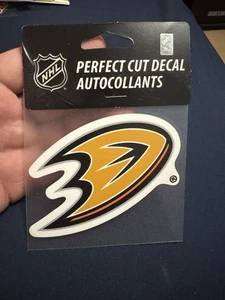 NHL
PERFECT CUT DECAL
AUTOCOLLANTS
®